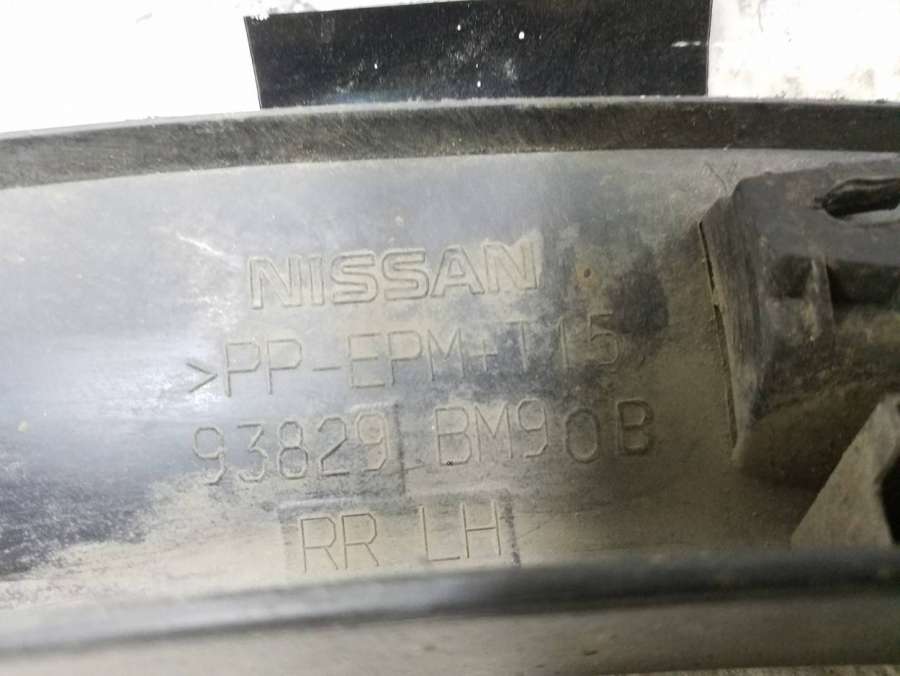 NISSAN
>PP-EPM+T15
93829 BM90B
RR LH